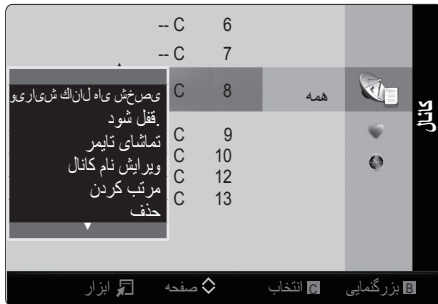 -- C 6
-- C 7
C 8
همه
ویرایش کانال های شخصی
قفل شود.
تماشای تایمر
ویرایش نام کانال
مرتب کردن
حذف
C 9
C 10
C 12
C 13
کانال
B بزرگنمایی C انتخاب صفحه ابزار